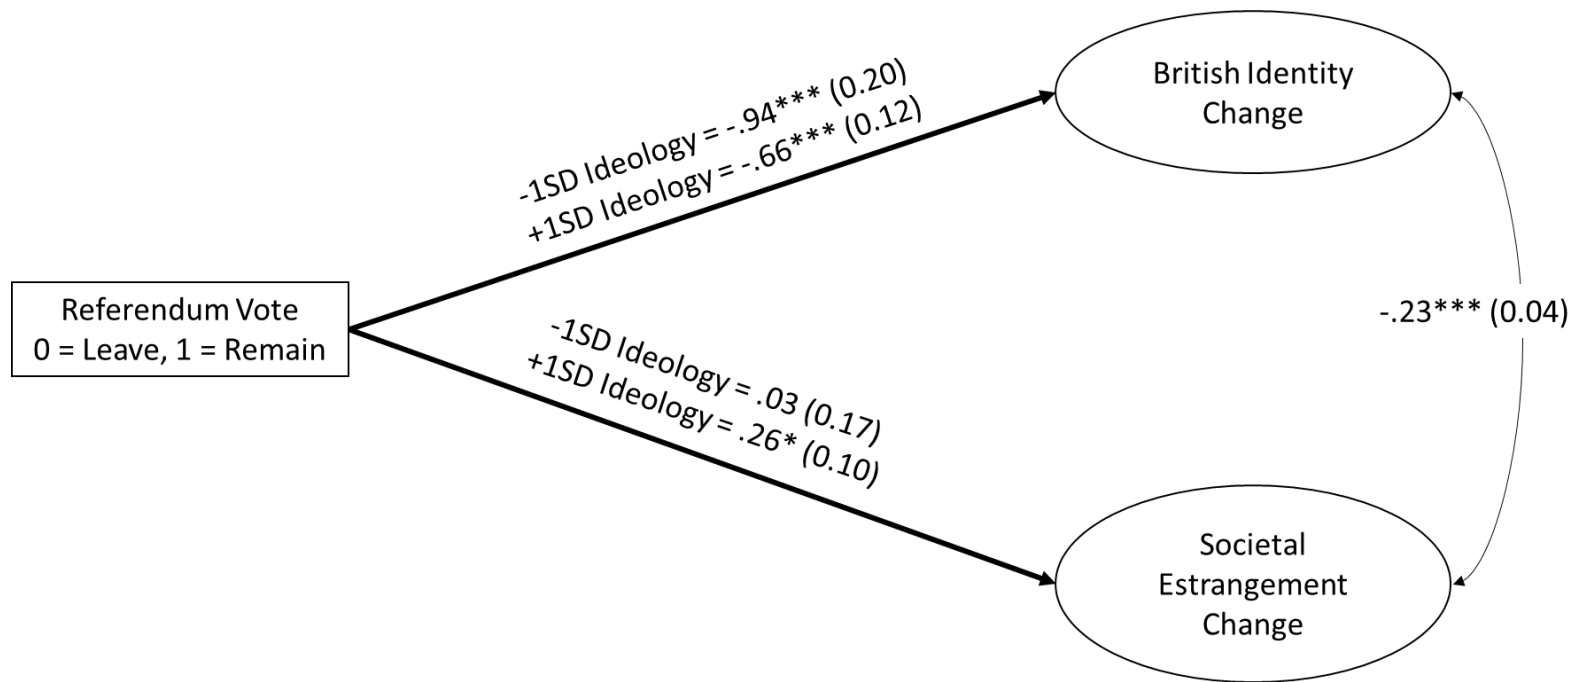 British Identity
Change
-1SD Ideology = -.94*** (0.20)
+1SD Ideology = -.66*** (0.12)
Referendum Vote
0 = Leave, 1 = Remain
-.23*** (0.04)
-1SD Ideology = .03 (0.17)
+1SD Ideology = .26* (0.10)
Societal
Estrangement
Change